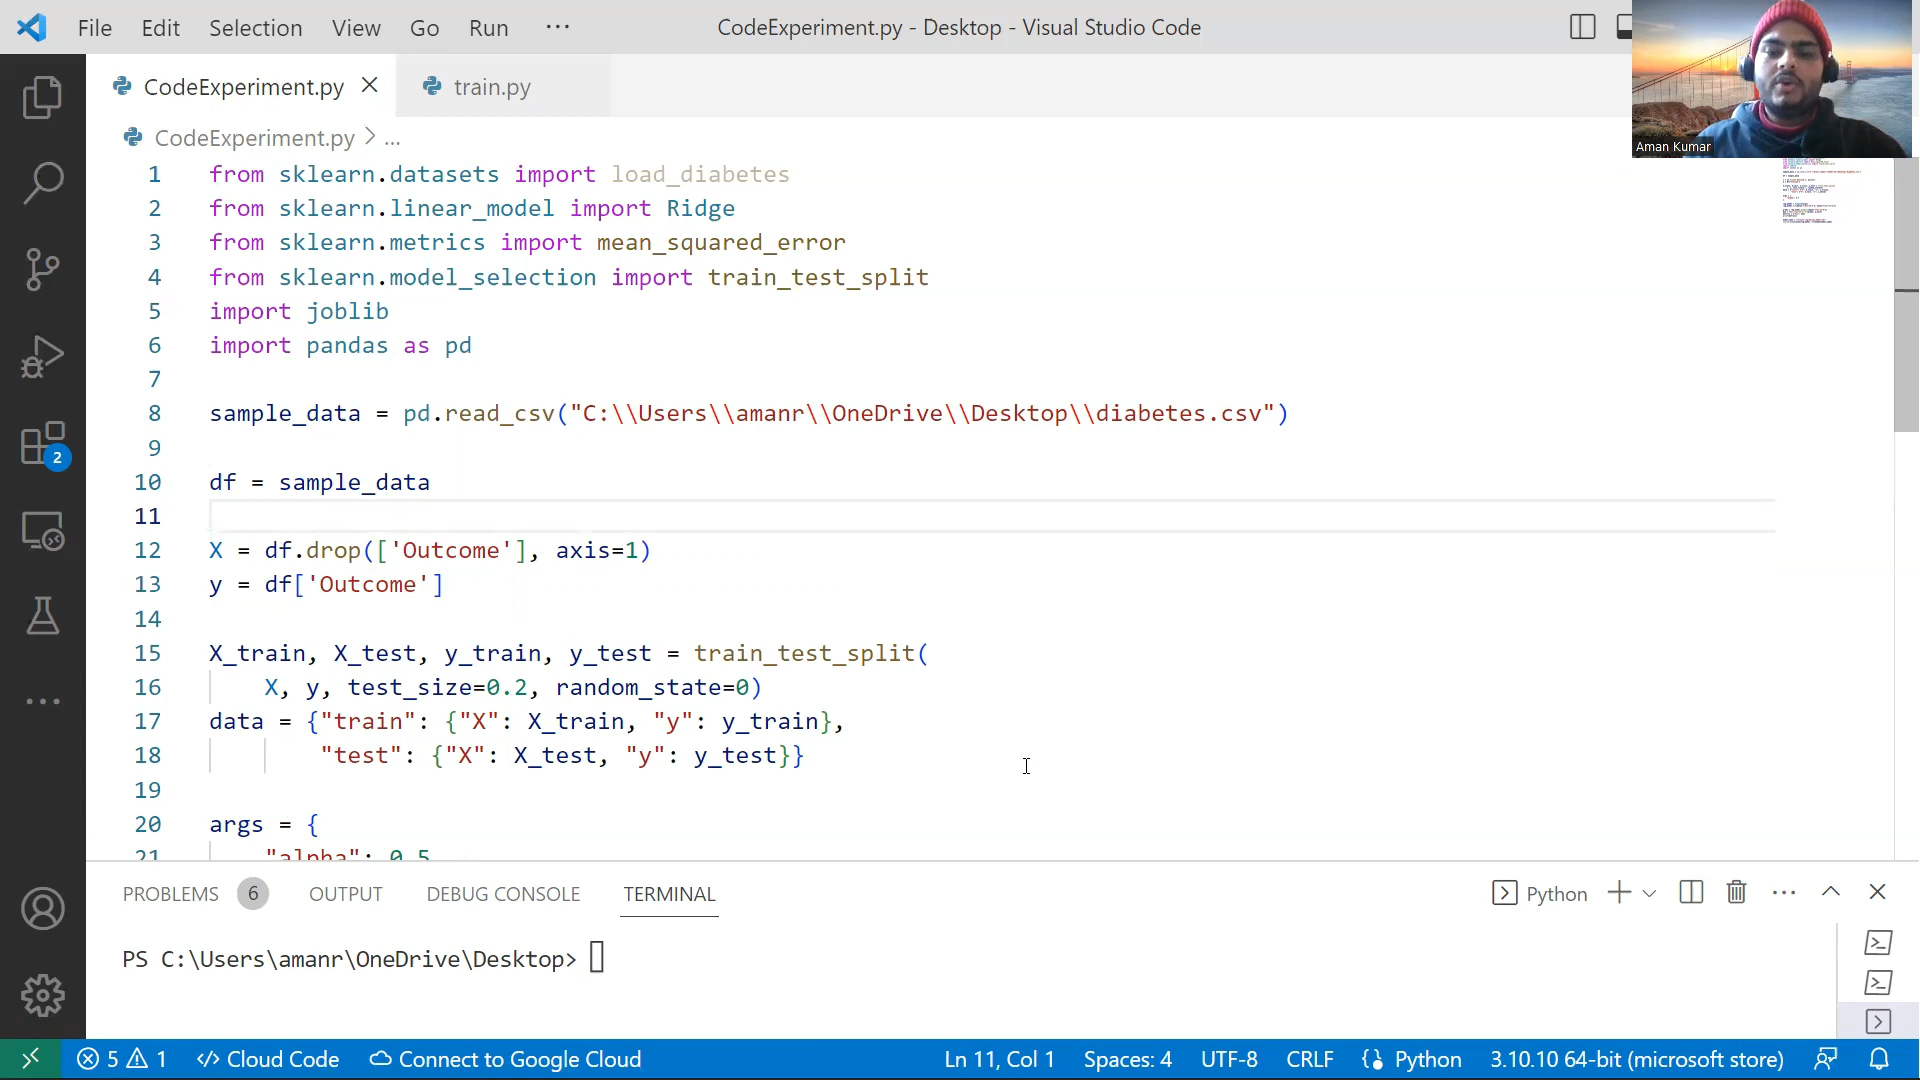 File Edit Selection View Go Run ··· CodeExperiment.py - Desktop - Visual Studio Code
CodeExperiment.py train.py
CodeExperiment.py > ...
Aman Kumar
1 from sklearn.datasets import load_diabetes
2 from sklearn.linear_model import Ridge
3 from sklearn.metrics import mean_squared_error
4 from sklearn.model_selection import train_test_split
5 import joblib
6 import pandas as pd
7
8 sample_data = pd.read_csv("C:\\Users\\amanr\\OneDrive\\Desktop\\diabetes.csv")
9
10 df = sample_data
11
12 X = df.drop(['Outcome'], axis=1)
13 y = df['Outcome']
14
15 X_train, X_test, y_train, y_test = train_test_split(
16 X, y, test_size=0.2, random_state=0)
17 data = {"train": {"X": X_train, "y": y_train},
18 "test": {"X": X_test, "y": y_test}}
19
20 args = {
21 "alpha": 0.5
2
PROBLEMS 6 OUTPUT DEBUG CONSOLE TERMINAL Python
PS C:\Users\amanr\OneDrive\Desktop>
5 1 Cloud Code Connect to Google Cloud Ln 11, Col 1 Spaces: 4 UTF-8 CRLF Python 3.10.10 64-bit (microsoft store)